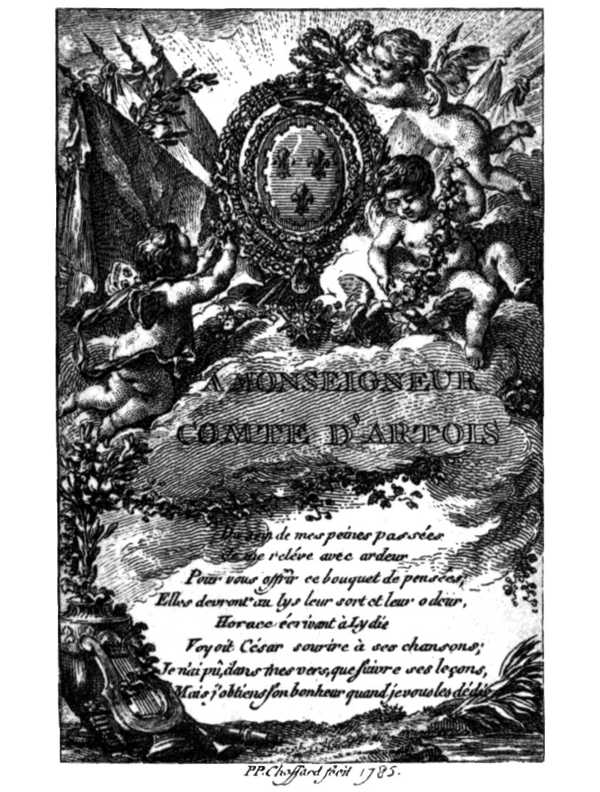 A MONSEIGNEUR
COMTE D'ARTOIS
Du sein de mes peines passées
Je me reléve avec ardeur
Pour vous offrir ce bouquet de pensées,
Elles devront au lys leur sort et leur odeur,
Horace écrivant à Lydie
Voyoit César sourire à ses chansons;
Je n'ai pû, dans mes vers, que suivre ses leçons,
Mais j'obtiens son bonheur quand je vous les dédie
P.P. Choffard fecit 1785.